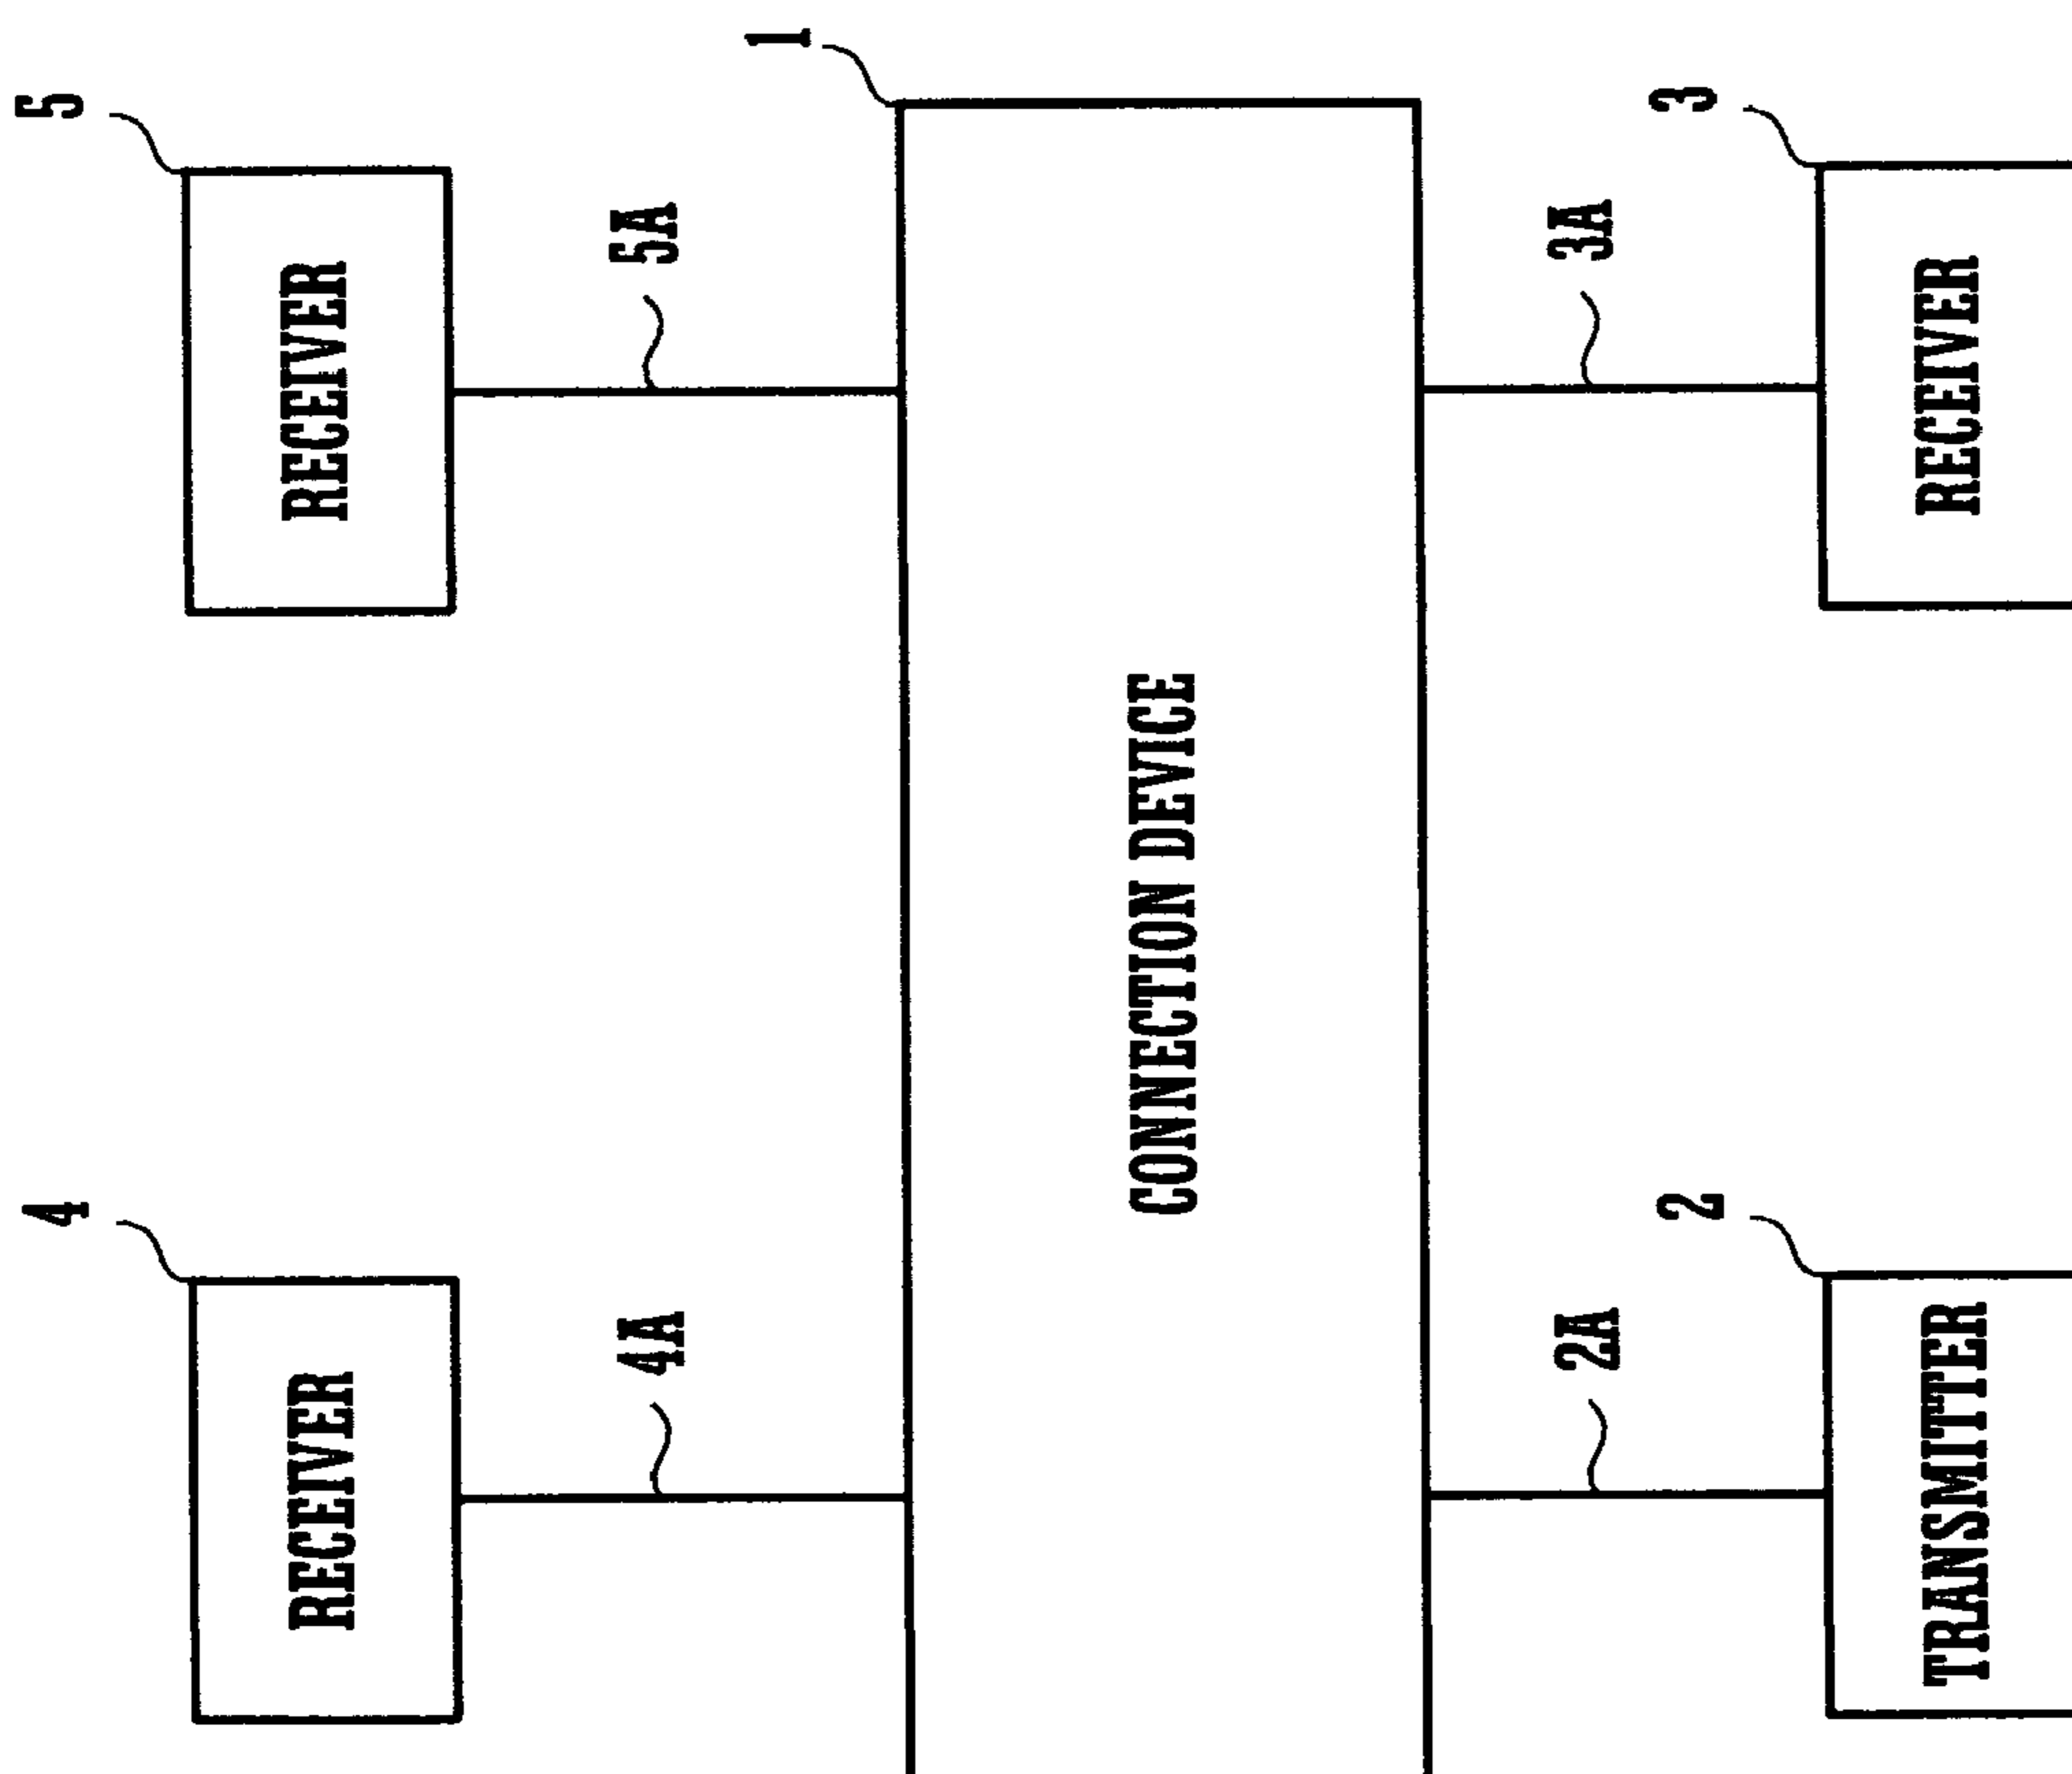 4
5
RECEIVER
RECEIVER
4A
5A
1
CONNECTION DEVICE
2A
3A
2
3
TRANSMITTER
RECEIVER